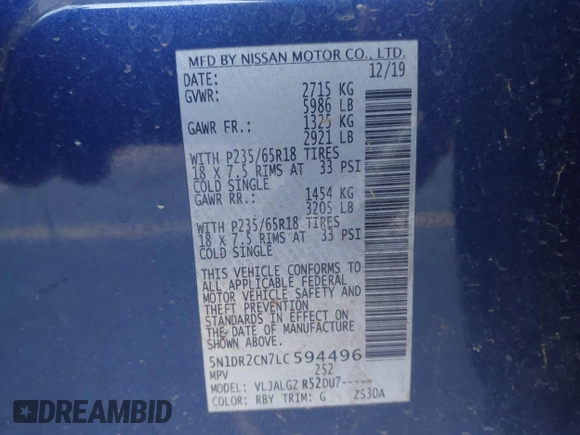 MFD BY NISSAN MOTOR CO., LTD.
DATE: 12/19
GVWR: 2715 KG
5986 LB
GAWR FR.: 1325 KG
2921 LB
WITH P235/65R18 TIRES
18 X 7.5 RIMS AT 33 PSI
COLD SINGLE
GAWR RR.: 1454 KG
3205 LB
WITH P235/65R18 TIRES
18 X 7.5 RIMS AT 33 PSI
COLD SINGLE
THIS VEHICLE CONFORMS TO
ALL APPLICABLE FEDERAL
MOTOR VEHICLE SAFETY AND
THEFT PREVENTION
STANDARDS IN EFFECT ON
THE DATE OF MANUFACTURE
SHOWN ABOVE.
5N1DR2CN7LC594496
MPV 252
MODEL: VLJALGZ R52DU7-----
COLOR: RBY TRIM: G 2S30A
DREAMBID